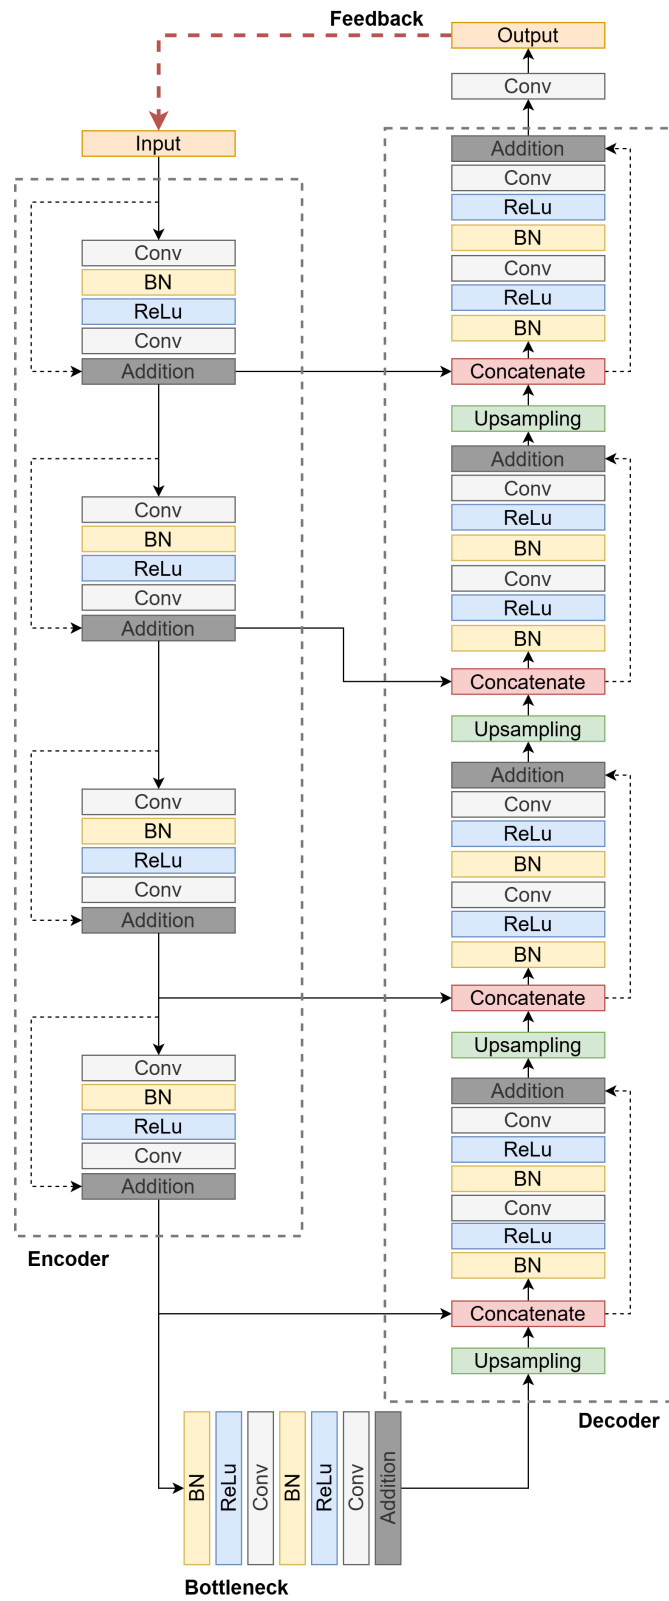 Feedback
Output
Conv
Input
Conv
BN
ReLu
Conv
Addition
Conv
BN
ReLu
Conv
Addition
Conv
BN
ReLu
Conv
Addition
Conv
BN
ReLu
Conv
Addition
Encoder
Addition
Conv
ReLu
BN
Conv
ReLu
BN
Concatenate
Upsampling
Addition
Conv
ReLu
BN
Conv
ReLu
BN
Concatenate
Upsampling
Addition
Conv
ReLu
BN
Conv
ReLu
BN
Concatenate
Upsampling
Addition
Conv
ReLu
BN
Conv
ReLu
BN
Concatenate
Upsampling
Decoder
BN
ReLu
Conv
BN
ReLu
Conv
Addition
Bottleneck